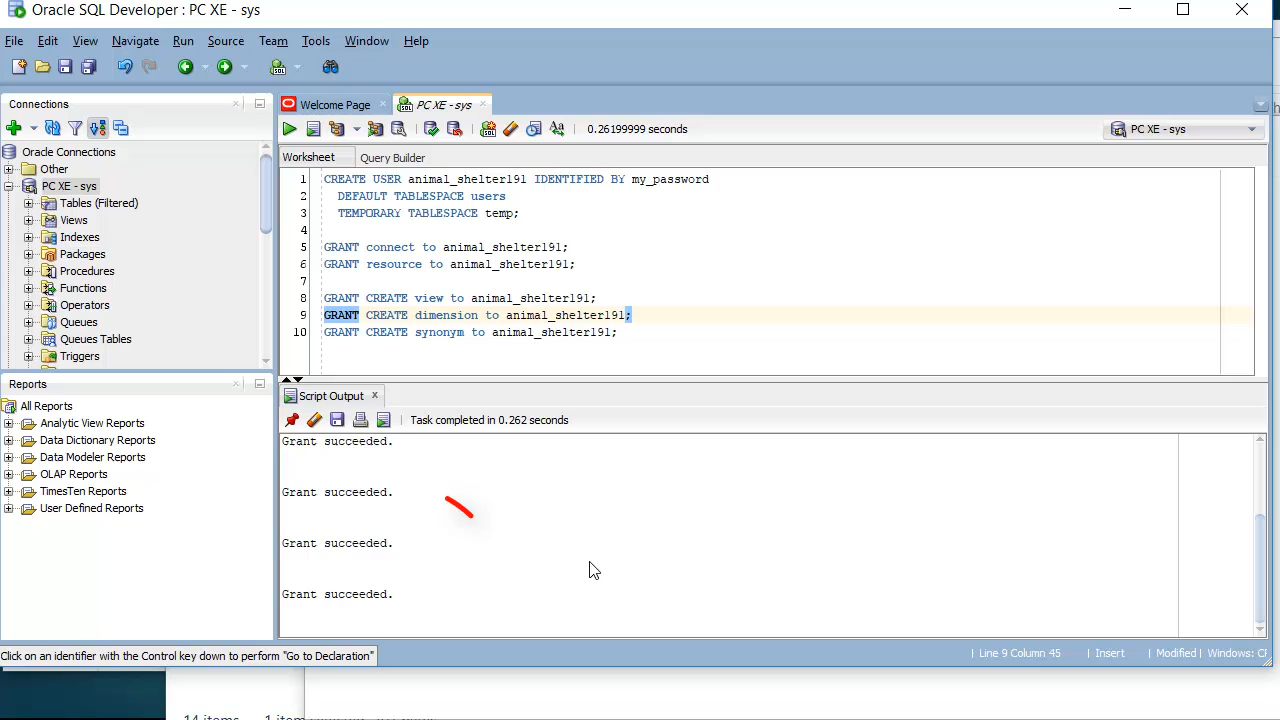 Oracle SQL Developer : PC XE - sys
File Edit View Navigate Run Source Team Tools Window Help
Connections
Oracle Connections
Other
PC XE - sys
Tables (Filtered)
Views
Indexes
Packages
Procedures
Functions
Operators
Queues
Queues Tables
Triggers
Reports
All Reports
Analytic View Reports
Data Dictionary Reports
Data Modeler Reports
OLAP Reports
TimesTen Reports
User Defined Reports
Welcome Page PC XE - sys
0.26199999 seconds
PC XE - sys
Worksheet Query Builder
1 CREATE USER animal_shelter191 IDENTIFIED BY my_password
2 DEFAULT TABLESPACE users
3 TEMPORARY TABLESPACE temp;
4
5 GRANT connect to animal_shelter191;
6 GRANT resource to animal_shelter191;
7
8 GRANT CREATE view to animal_shelter191;
9 GRANT CREATE dimension to animal_shelter191;
10 GRANT CREATE synonym to animal_shelter191;
Script Output
Task completed in 0.262 seconds
Grant succeeded.
Grant succeeded.
Grant succeeded.
Grant succeeded.
Click on an identifier with the Control key down to perform "Go to Declaration"
Line 9 Column 45 Insert Modified Windows: CF
14 items 1 item